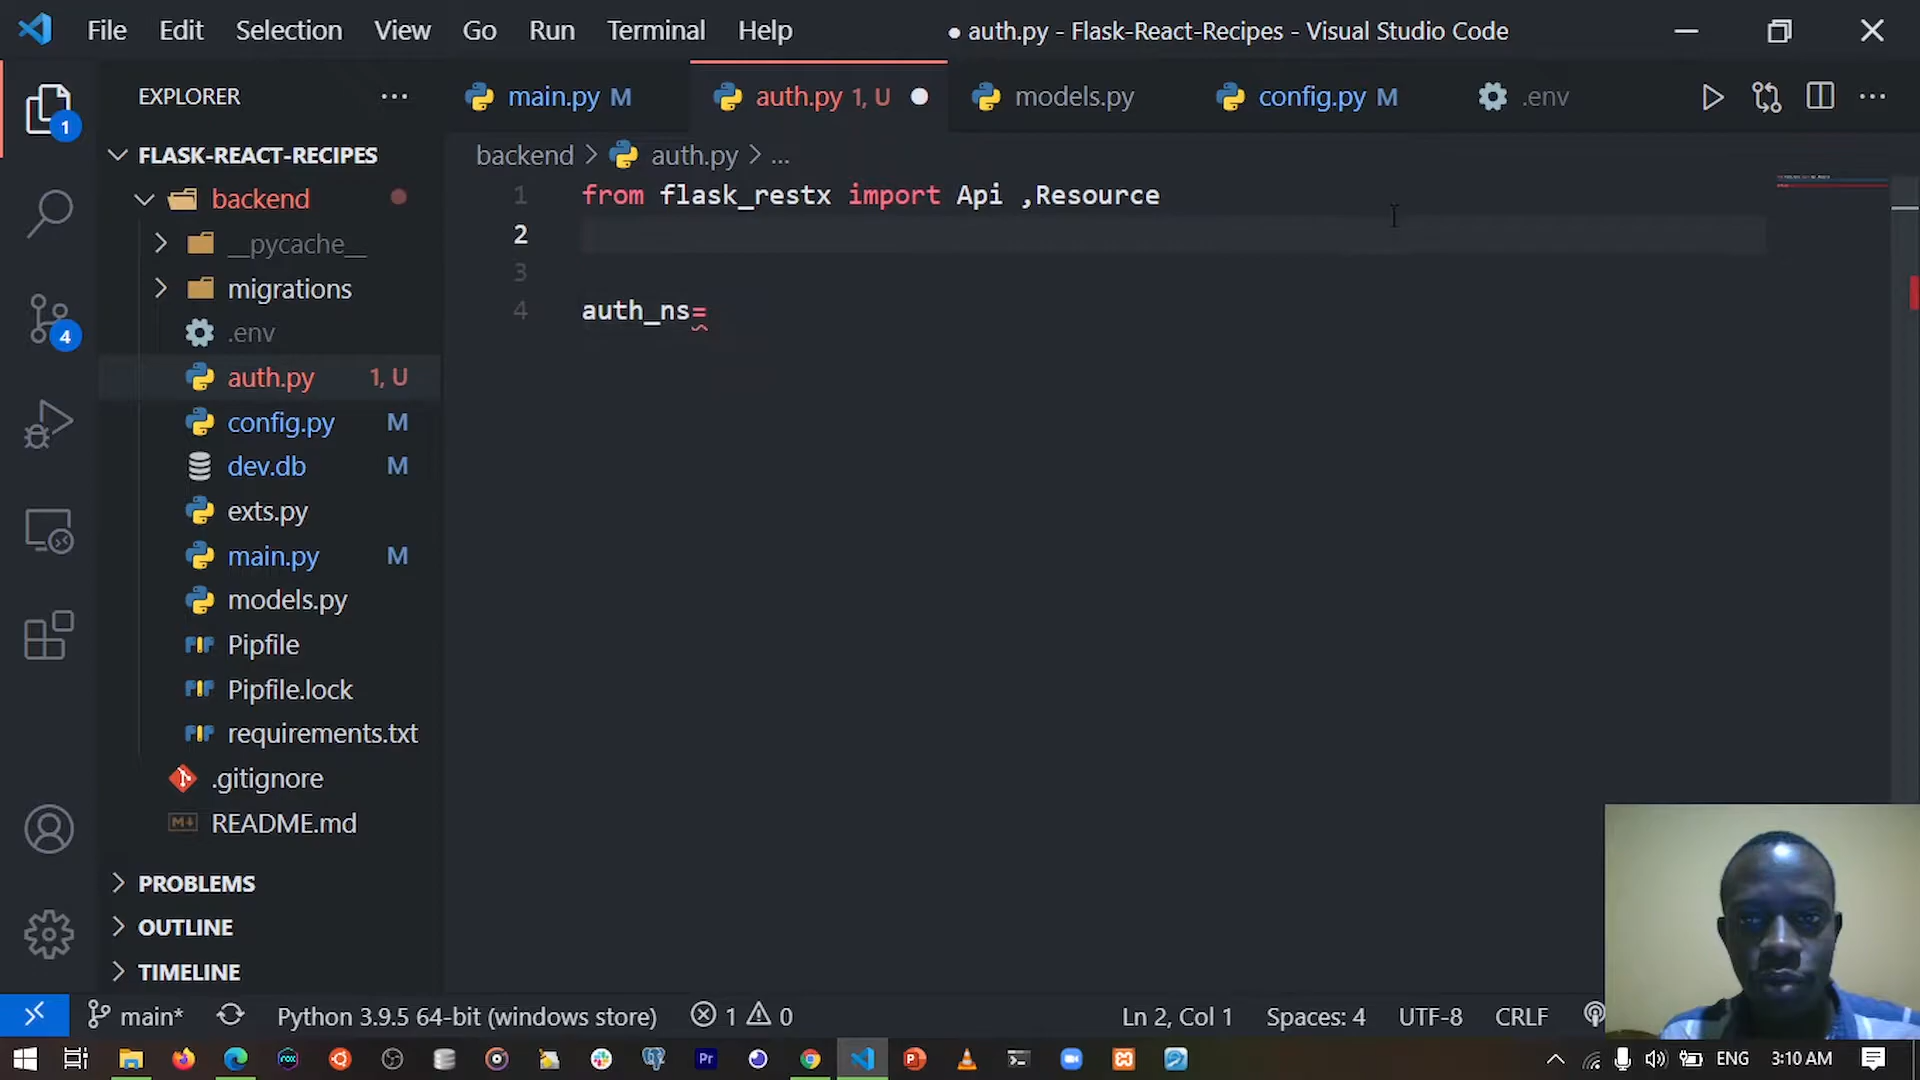 File Edit Selection View Go Run Terminal Help ● auth.py - Flask-React-Recipes - Visual Studio Code
EXPLORER ...
main.py M auth.py 1, U models.py config.py M .env ...
FLASK-REACT-RECIPES
backend > auth.py > ...
backend
__pycache__
migrations
.env
auth.py 1, U
config.py M
dev.db M
exts.py
main.py M
models.py
Pipfile
Pipfile.lock
requirements.txt
.gitignore
README.md
PROBLEMS
OUTLINE
TIMELINE
1
4
1 from flask_restx import Api ,Resource
2
3
4 auth_ns=
main* Python 3.9.5 64-bit (windows store) 1 0 Ln 2, Col 1 Spaces: 4 UTF-8 CRLF
Pr ENG 3:10 AM